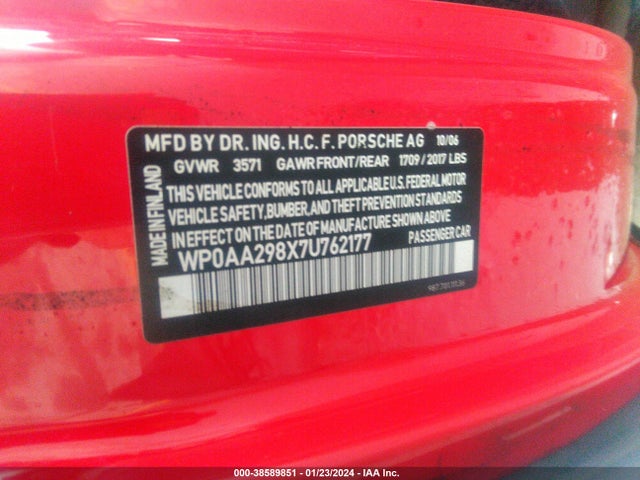 MFD BY DR. ING. H.C. F. PORSCHE AG 10/06
GVWR 3571 GAWR FRONT/REAR 1709 / 2017 LBS
MADE IN FINLAND
THIS VEHICLE CONFORMS TO ALL APPLICABLE U.S. FEDERAL MOTOR
VEHICLE SAFETY, BUMBER, AND THEFT PREVENTION STANDARDS
IN EFFECT ON THE DATE OF MANUFACTURE SHOWN ABOVE
WP0AA298X7U762177 PASSENGER CAR
000-38589851 - 01/23/2024 - IAA Inc.